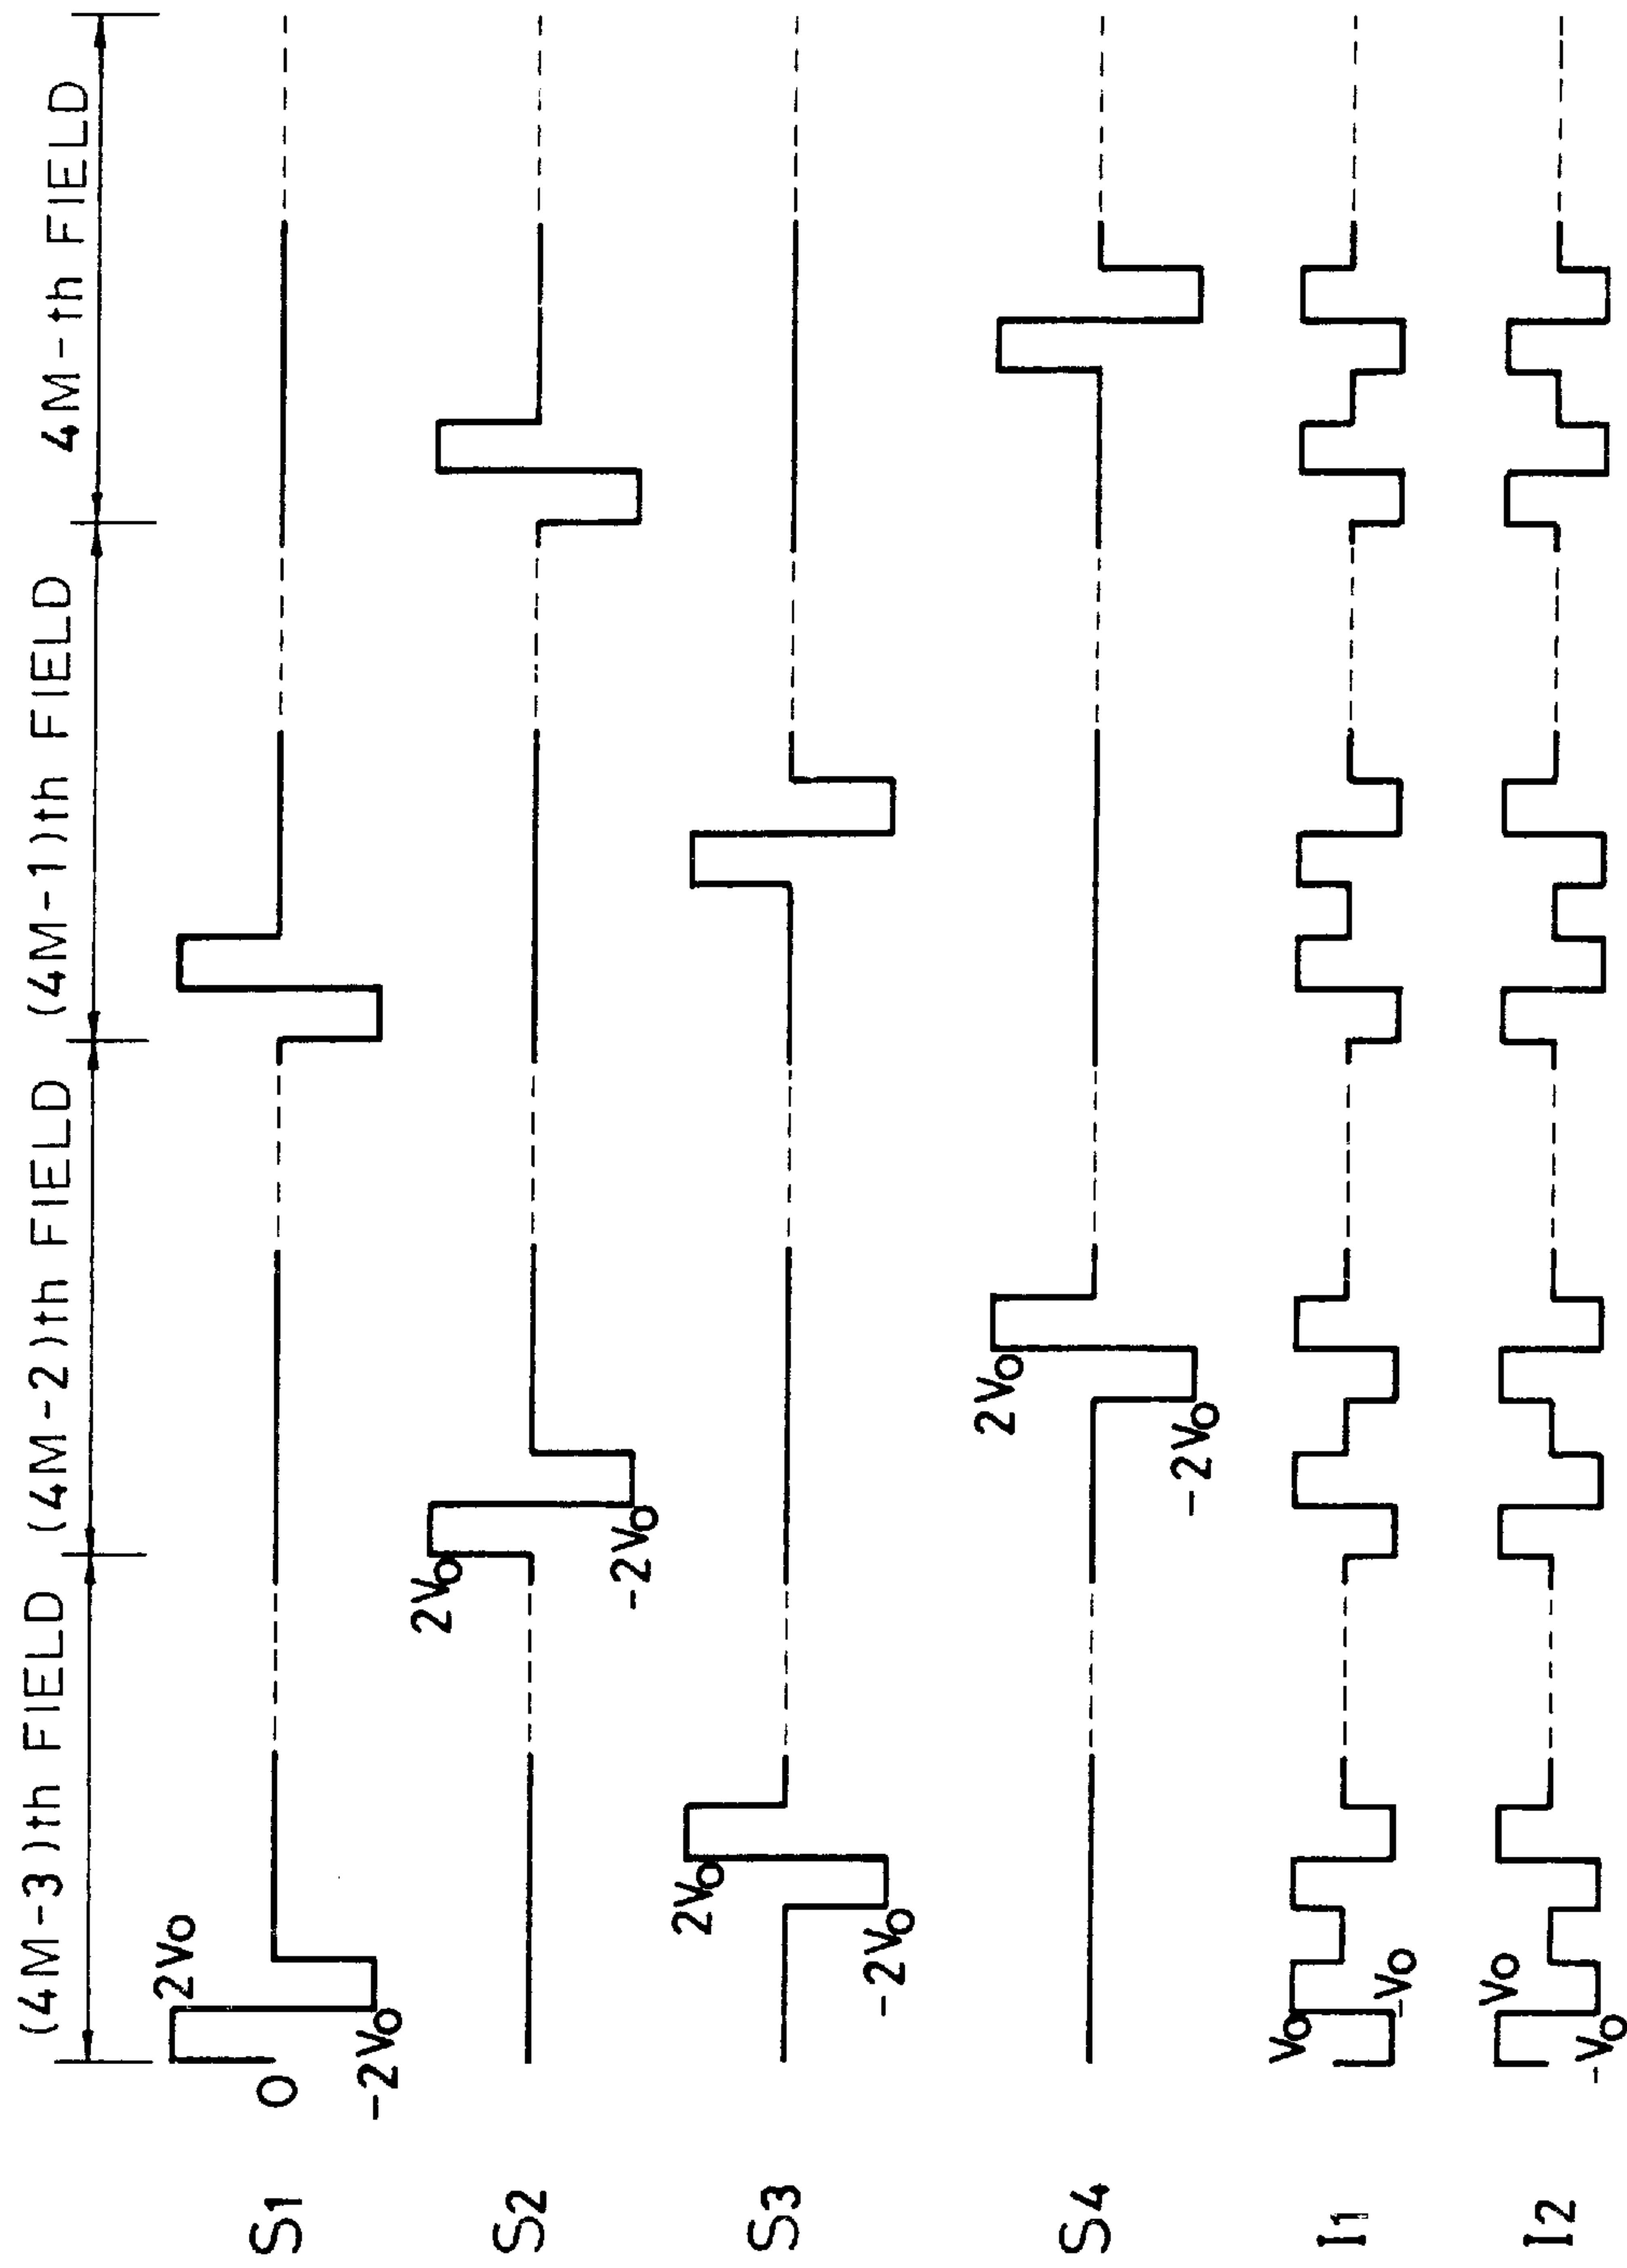 (4M-3)th FIELD (4M-2)th FIELD (4M-1)th FIELD 4M-th FIELD
S1 0 2Vo -2Vo
S2 2Vo -2Vo
S3 2Vo -2Vo
S4 2Vo -2Vo
I1 Vo -Vo
I2 Vo -Vo